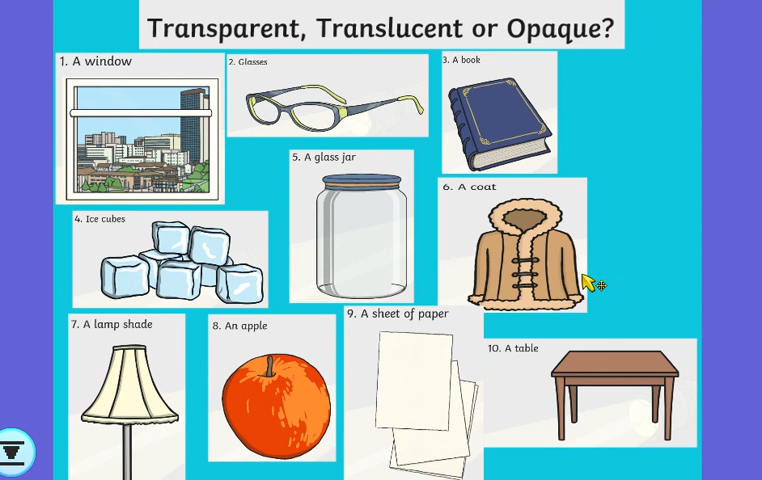 Transparent, Translucent or Opaque?
1. A window
2. Glasses
3. A book
4. Ice cubes
5. A glass jar
6. A coat
7. A lamp shade
8. An apple
9. A sheet of paper
10. A table